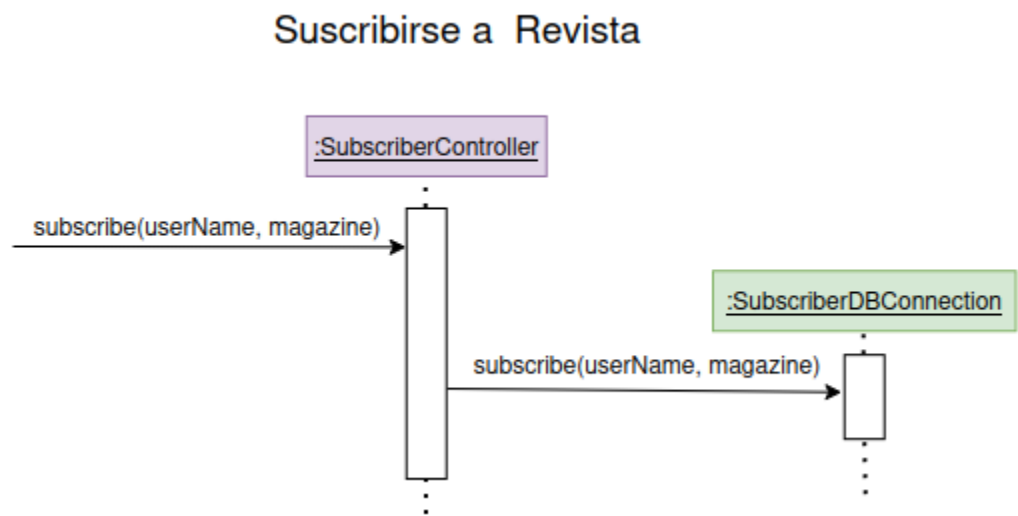 Suscribirse a Revista
:SubscriberController
subscribe(userName, magazine)
:SubscriberDBConnection
subscribe(userName, magazine)